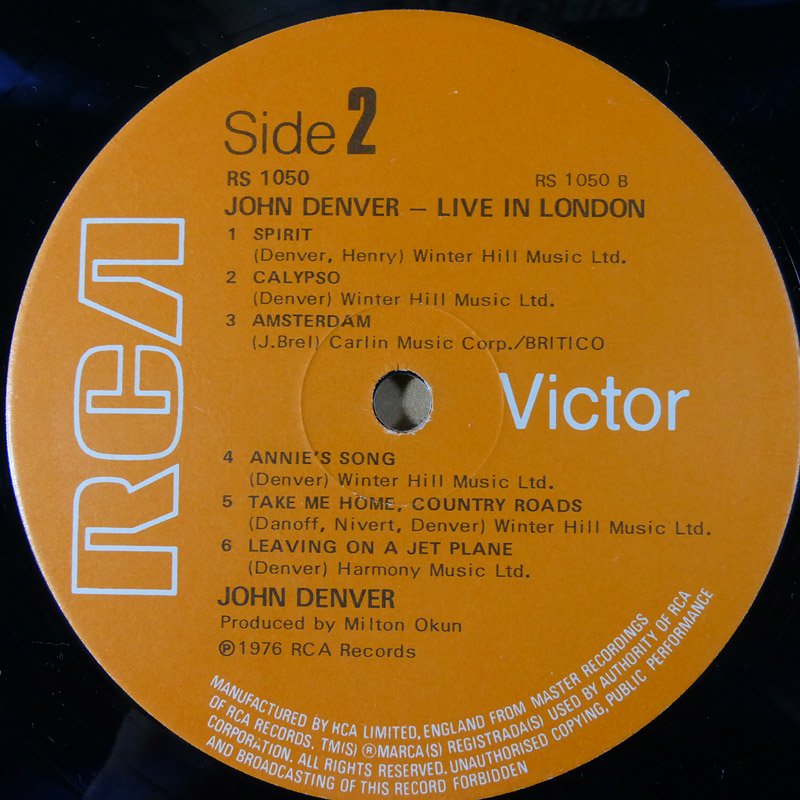 Side 2
RS 1050 RS 1050 B
JOHN DENVER – LIVE IN LONDON
1 SPIRIT
(Denver, Henry) Winter Hill Music Ltd.
2 CALYPSO
(Denver) Winter Hill Music Ltd.
3 AMSTERDAM
(J.Brel) Carlin Music Corp./BRITICO
RCA
Victor
4 ANNIE'S SONG
(Denver) Winter Hill Music Ltd.
5 TAKE ME HOME, COUNTRY ROADS
(Danoff, Nivert, Denver) Winter Hill Music Ltd.
6 LEAVING ON A JET PLANE
(Denver) Harmony Music Ltd.
JOHN DENVER
Produced by Milton Okun
℗1976 RCA Records
MANUFACTURED BY RCA LIMITED, ENGLAND FROM MASTER RECORDINGS
OF RCA RECORDS. TM(S) ® MARCA(S) REGISTRADA(S) USED BY AUTHORITY OF RCA
CORPORATION. ALL RIGHTS RESERVED. UNAUTHORISED COPYING, PUBLIC PERFORMANCE
AND BROADCASTING OF THIS RECORD FORBIDDEN